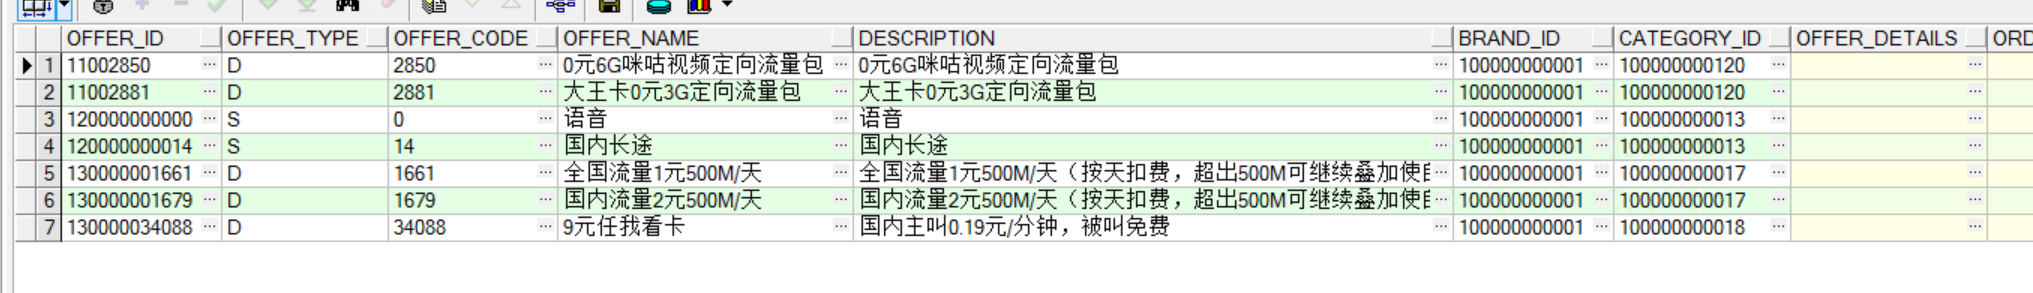 OFFER_ID OFFER_TYPE OFFER_CODE OFFER_NAME DESCRIPTION BRAND_ID CATEGORY_ID OFFER_DETAILS ORD
1 11002850 D 2850 0元6G咪咕视频定向流量包 0元6G咪咕视频定向流量包 100000000001 100000000120
2 11002881 D 2881 大王卡0元3G定向流量包 大王卡0元3G定向流量包 100000000001 100000000120
3 120000000000 S 0 语音 语音 100000000001 100000000013
4 120000000014 S 14 国内长途 国内长途 100000000001 100000000013
5 130000001661 D 1661 全国流量1元500M/天 全国流量1元500M/天（按天扣费，超出500M可继续叠加使 100000000001 100000000017
6 130000001679 D 1679 国内流量2元500M/天 国内流量2元500M/天（按天扣费，超出500M可继续叠加使 100000000001 100000000017
7 130000034088 D 34088 9元任我看卡 国内主叫0.19元/分钟，被叫免费 100000000001 100000000018